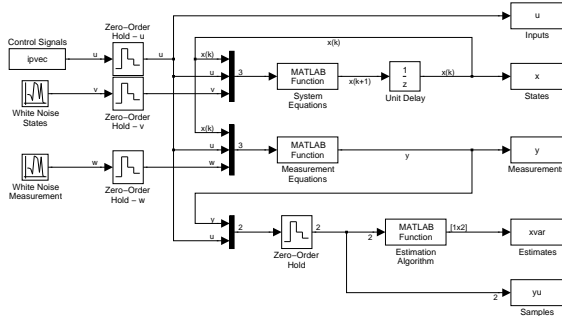 Control Signals
ipvec
u
Zero–Order
Hold – u
u
u
Inputs
x(k)
x(k)
u
v
3
MATLAB
Function
System
Equations
x(k+1)
1
z
Unit Delay
x(k)
x
States
White Noise
States
v
Zero–Order
Hold – v
x(k)
u
w
3
MATLAB
Function
Measurement
Equations
y
y
Measurements
White Noise
Measurement
w
Zero–Order
Hold – w
y
u
2
Zero–Order
Hold
2
2
MATLAB
Function
Estimation
Algorithm
[1x2]
xvar
Estimates
2
yu
Samples